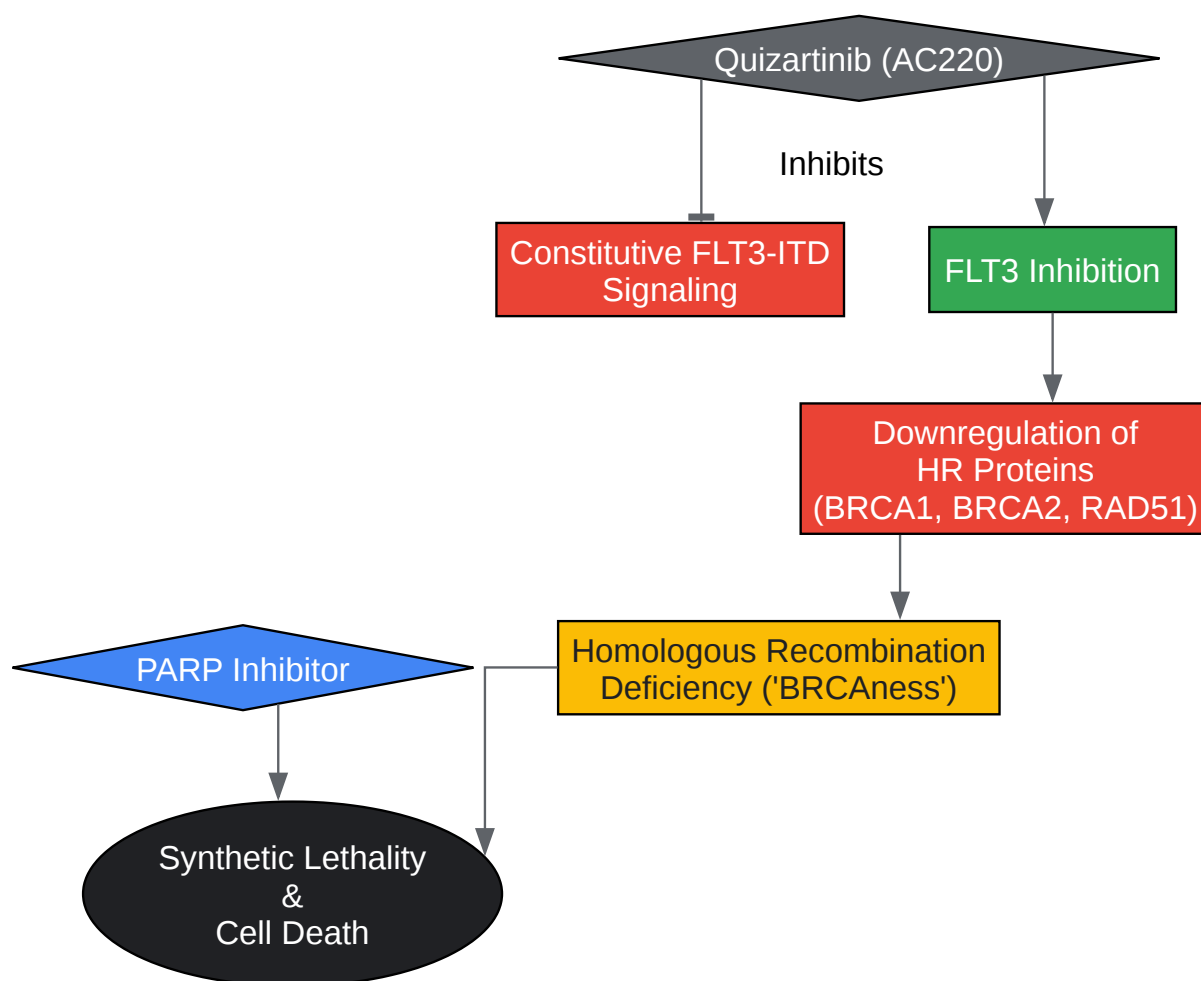 Quizartinib (AC220)
Inhibits
Constitutive FLT3-ITD
Signaling
FLT3 Inhibition
Downregulation of
HR Proteins
(BRCA1, BRCA2, RAD51)
Homologous Recombination
Deficiency ('BRCAness')
PARP Inhibitor
Synthetic Lethality
&
Cell Death